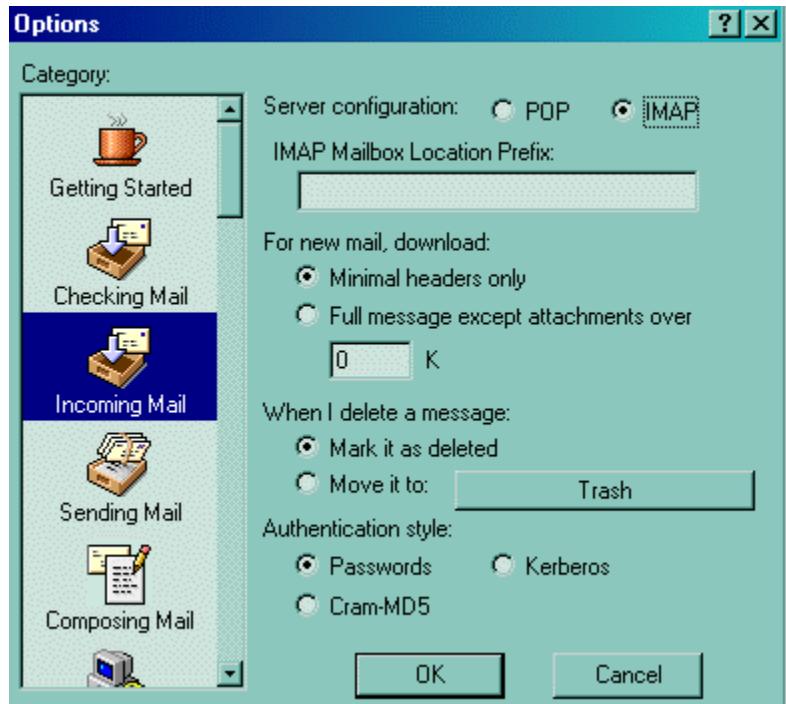 Options
Category:
Getting Started
Checking Mail
Incoming Mail
Sending Mail
Composing Mail
Server configuration: POP IMAP
IMAP Mailbox Location Prefix:
For new mail, download:
Minimal headers only
Full message except attachments over
0 K
When I delete a message:
Mark it as deleted
Move it to: Trash
Authentication style:
Passwords Kerberos
Cram-MD5
OK Cancel